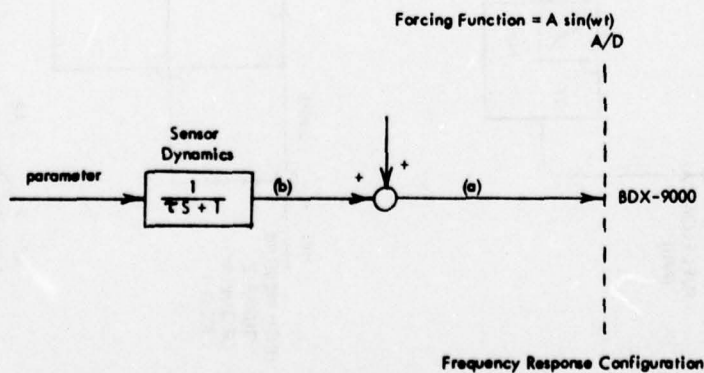 Forcing Function = A sin(wt)
A/D
Sensor
Dynamics
parameter
1
τS + 1
(b)
+
+
(a)
BDX-9000
Frequency Response Configuration